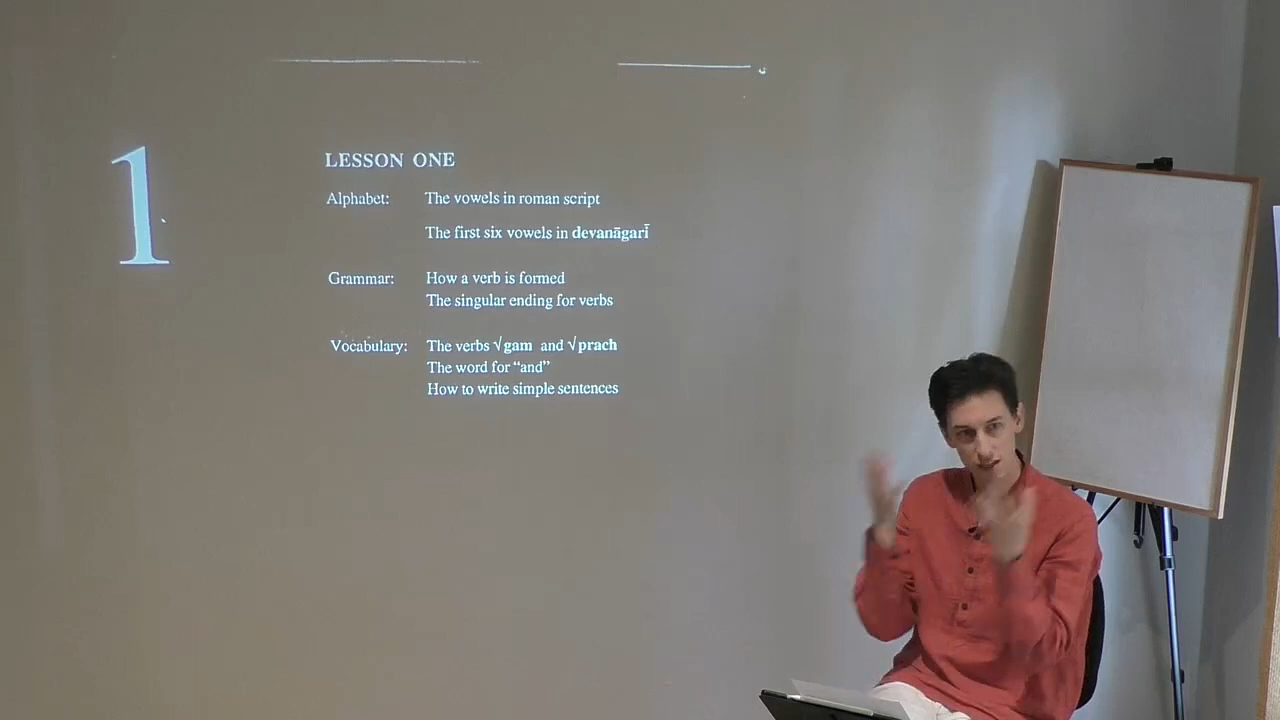 1
LESSON ONE
Alphabet: The vowels in roman script
The first six vowels in devanāgarī
Grammar: How a verb is formed
The singular ending for verbs
Vocabulary: The verbs √gam and √prach
The word for “and”
How to write simple sentences